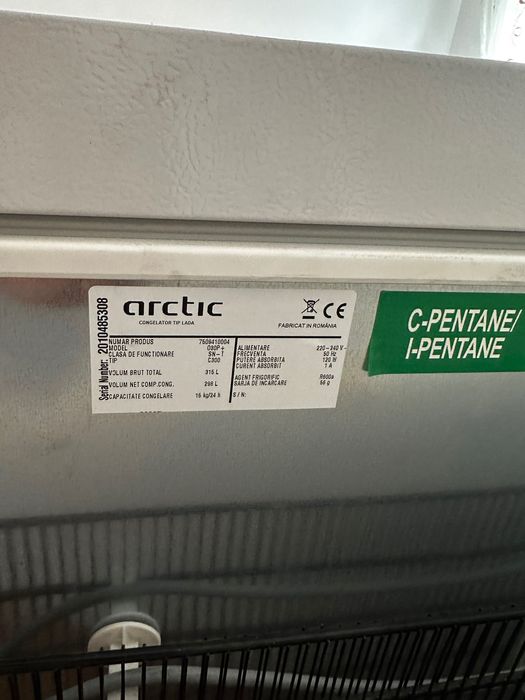 Serial Number: 2010485308
arctic
CONGELATOR TIP LADA
CE
FABRICAT IN ROMÂNIA
NUMAR PRODUS 7509410004
MODEL O30P+
CLASA DE FUNCTIONARE SN-T
TIP C300
VOLUM BRUT TOTAL 315 L
VOLUM NET COMP.CONG. 298 L
CAPACITATE CONGELARE 15 kg/24 h
ALIMENTARE 220-240 V~
FRECVENTA 50 Hz
PUTERE ABSORBITA 120 W
CURENT ABSORBIT 1 A
AGENT FRIGORIFIC R600a
SARJA DE INCARCARE 56 g
S / N:
C-PENTANE/
I-PENTANE